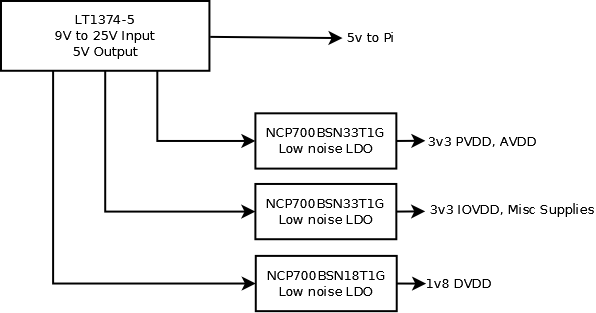 LT1374-5
9V to 25V Input
5V Output
5v to Pi
NCP700BSN33T1G
Low noise LDO
3v3 PVDD, AVDD
NCP700BSN33T1G
Low noise LDO
3v3 IOVDD, Misc Supplies
NCP700BSN18T1G
Low noise LDO
1v8 DVDD